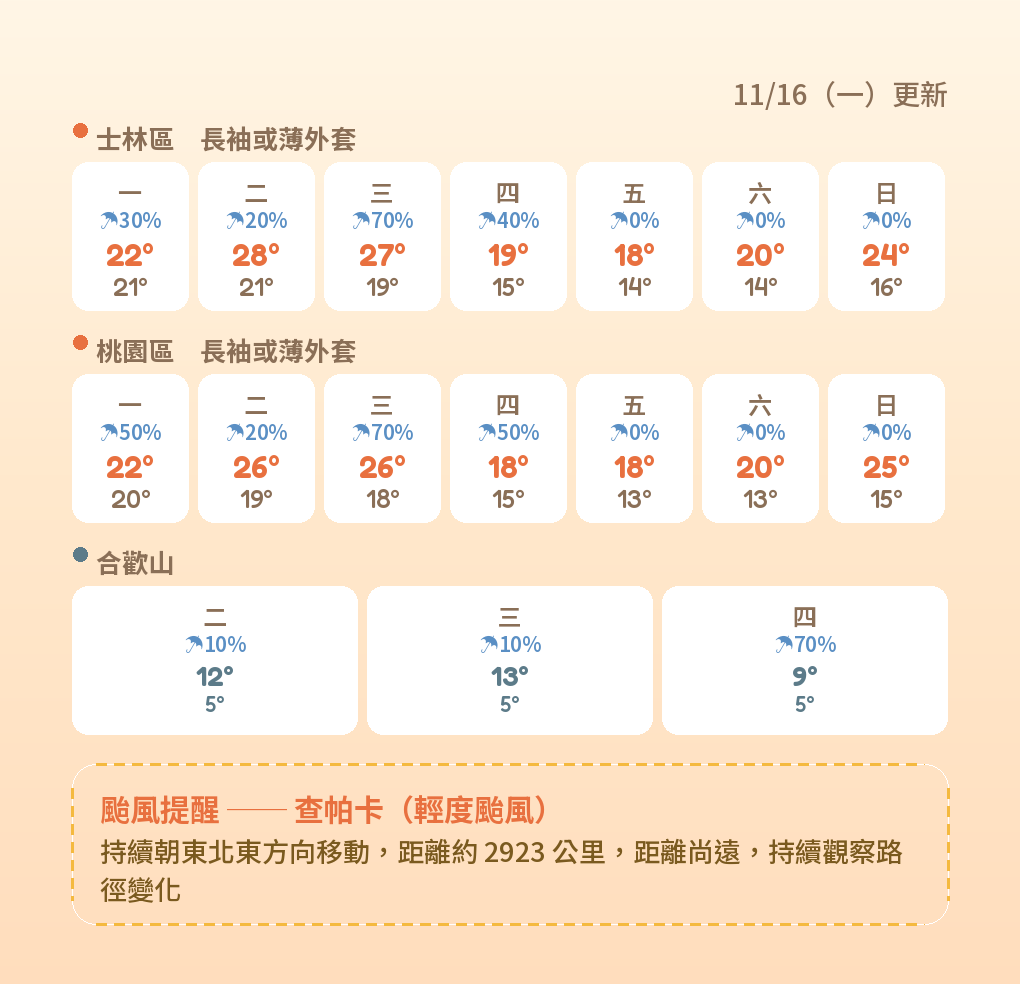 11/16（一）更新
士林區　長袖或薄外套
一 二 三 四 五 六 日
☂30% ☂20% ☂70% ☂40% ☂0% ☂0% ☂0%
22° 28° 27° 19° 18° 20° 24°
21° 21° 19° 15° 14° 14° 16°
桃園區　長袖或薄外套
一 二 三 四 五 六 日
☂50% ☂20% ☂70% ☂50% ☂0% ☂0% ☂0%
22° 26° 26° 18° 18° 20° 25°
20° 19° 18° 15° 13° 13° 15°
合歡山
二 三 四
☂10% ☂10% ☂70%
12° 13° 9°
5° 5° 5°
颱風提醒 —— 查帕卡（輕度颱風）
持續朝東北東方向移動，距離約 2923 公里，距離尚遠，持續觀察路
徑變化